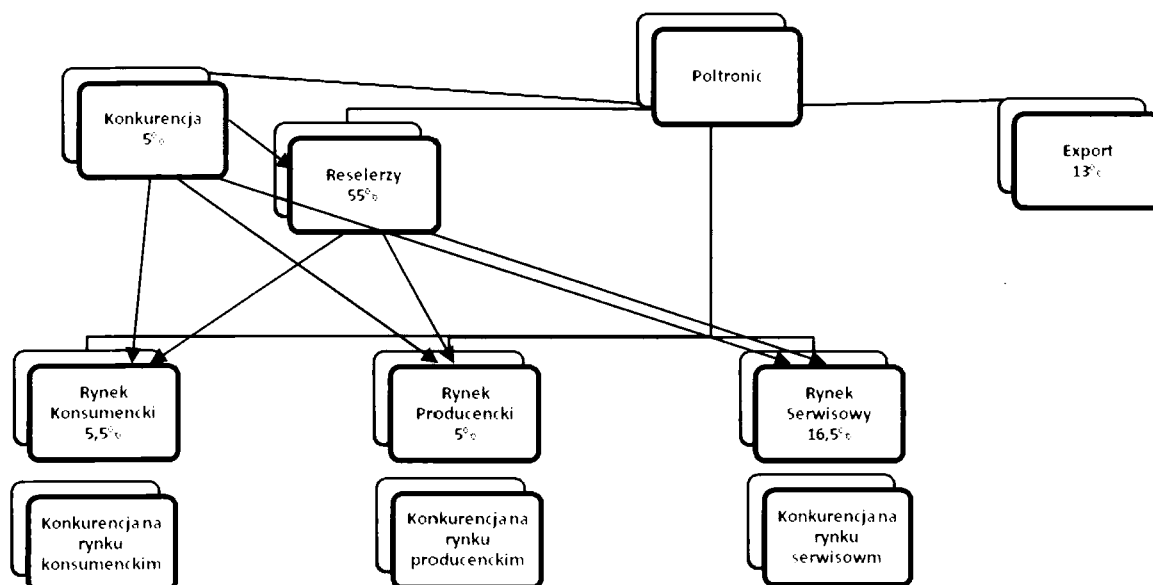 Poltronic
Konkurencja
5%
Reselerzy
55%
Export
13%
Rynek
Konsumencki
5,5%
Rynek
Producencki
5%
Rynek
Serwisowy
16,5%
Konkurencja na
rynku
konsumenckim
Konkurencja na
rynku
producenckim
Konkurencja na
rynku
serwisowm